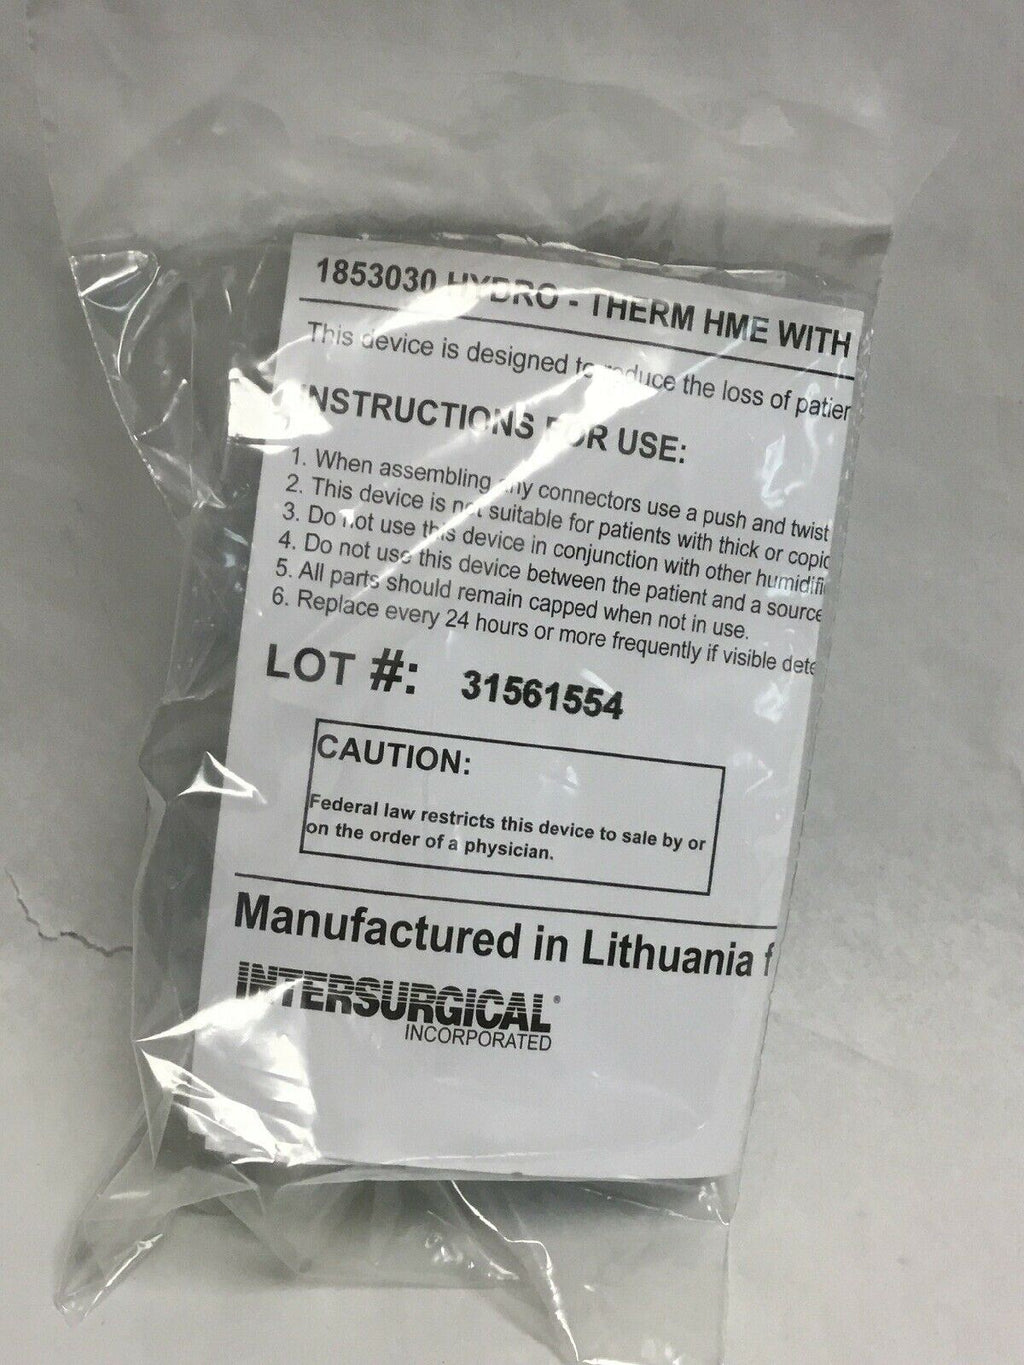 1853030 HYDRO - THERM HME WITH
This device is designed to reduce the loss of patien
INSTRUCTIONS FOR USE:
1. When assembling any connectors use a push and twist
2. This device is not suitable for patients with thick or copio
3. Do not use this device in conjunction with other humidifi
4. Do not use this device between the patient and a source
5. All parts should remain capped when not in use.
6. Replace every 24 hours or more frequently if visible dete
LOT #: 31561554
CAUTION:
Federal law restricts this device to sale by or
on the order of a physician.
Manufactured in Lithuania f
INTERSURGICAL®
INCORPORATED